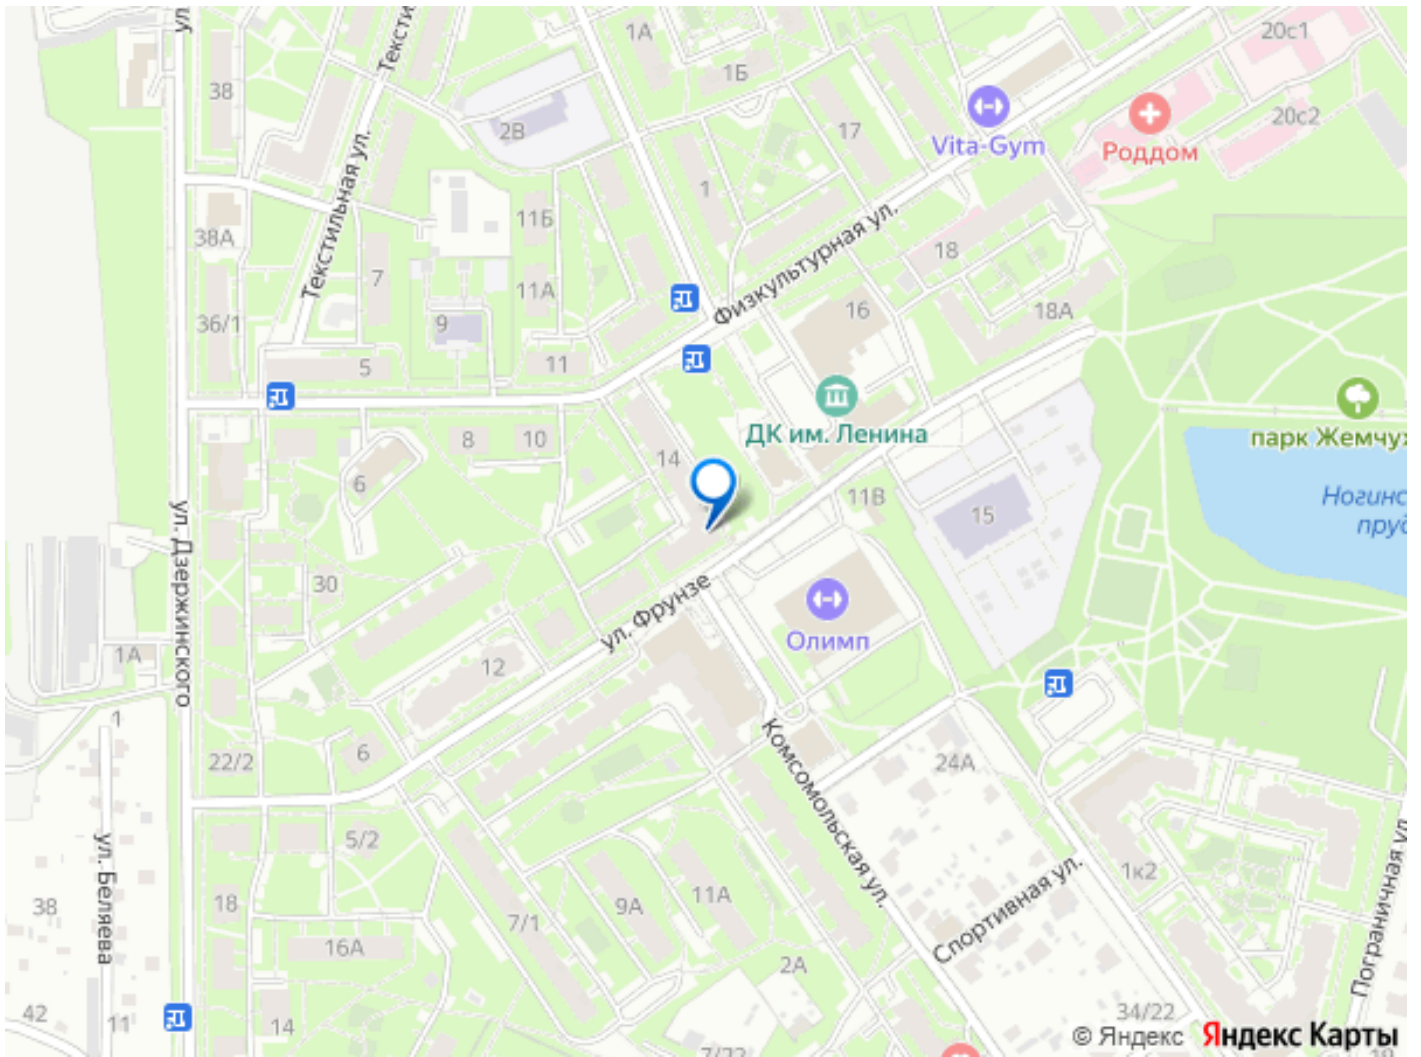 ул.
Тексти
1А
20с1
38
1Б
20с2
2В
17
Vita-Gym
Роддом
Текстильная ул.
1
11Б
38А
7
Физкультурная ул.
18
11А
36/1
9
16
18А
5
11
ДК им. Ленина
парк Жемчуж
8
10
14
6
11В
15
Ногинс
пруд
ул. Дзержинского
30
ул. Фрунзе
Олимп
1А
12
1
22/2
6
Комсомольская ул.
24А
5/2
ул. Беляева
1к2
38
18
7/1
9А
11А
Спортивная ул.
Пограничная ул.
16А
2А
42
11
14
34/22
7/22
© Яндекс Яндекс Карты